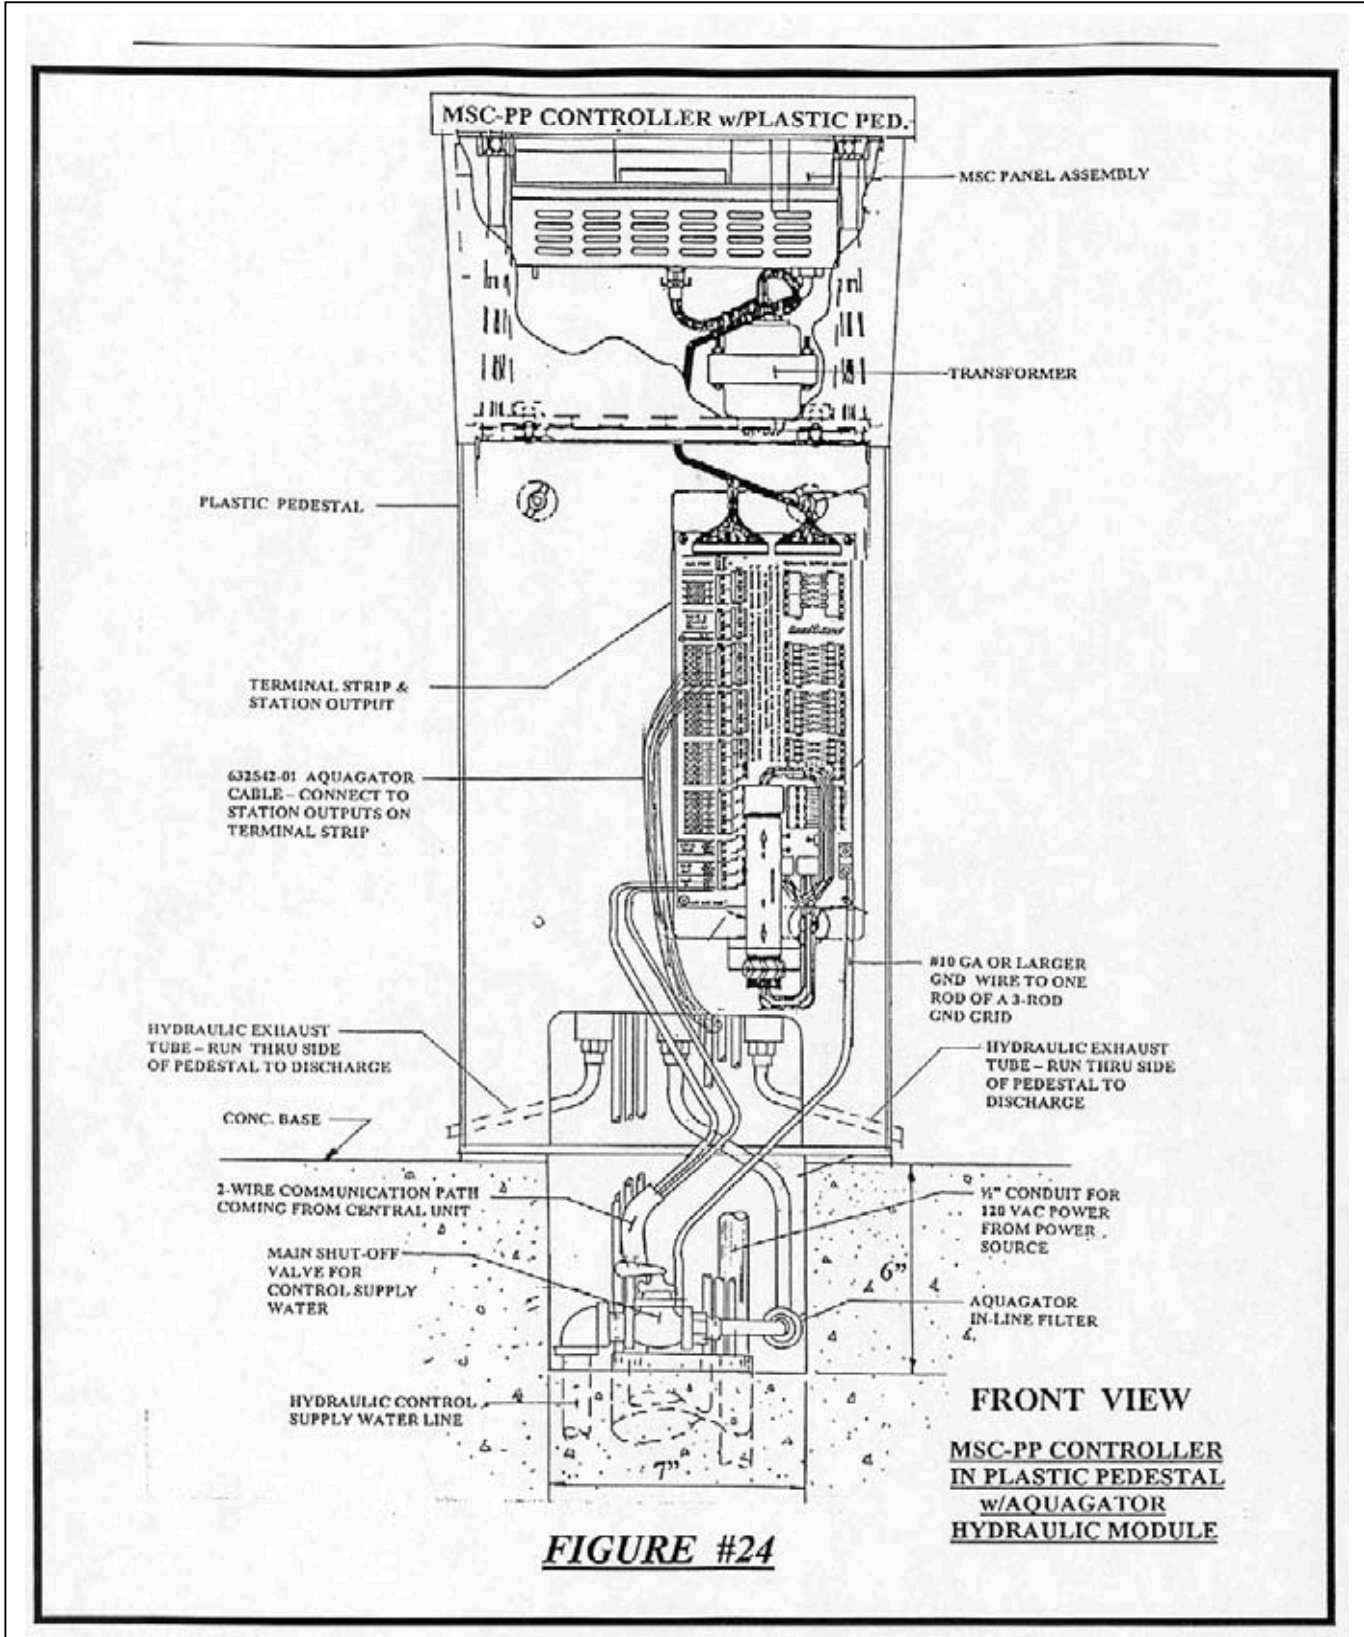 MSC-PP CONTROLLER w/PLASTIC PED.
MSC PANEL ASSEMBLY
TRANSFORMER
PLASTIC PEDESTAL
TERMINAL STRIP &
STATION OUTPUT
632S42-01 AQUAGATOR
CABLE – CONNECT TO
STATION OUTPUTS ON
TERMINAL STRIP
#10 GA OR LARGER
GND WIRE TO ONE
ROD OF A 3-ROD
GND GRID
HYDRAULIC EXHAUST
TUBE – RUN THRU SIDE
OF PEDESTAL TO DISCHARGE
HYDRAULIC EXHAUST
TUBE – RUN THRU SIDE
OF PEDESTAL TO
DISCHARGE
CONC. BASE
2-WIRE COMMUNICATION PATH
COMING FROM CENTRAL UNIT
½" CONDUIT FOR
120 VAC POWER
FROM POWER
SOURCE
MAIN SHUT-OFF
VALVE FOR
CONTROL SUPPLY
WATER
6"
AQUAGATOR
IN-LINE FILTER
HYDRAULIC CONTROL
SUPPLY WATER LINE
7"
FRONT VIEW
MSC-PP CONTROLLER
IN PLASTIC PEDESTAL
w/AQUAGATOR
HYDRAULIC MODULE
FIGURE #24